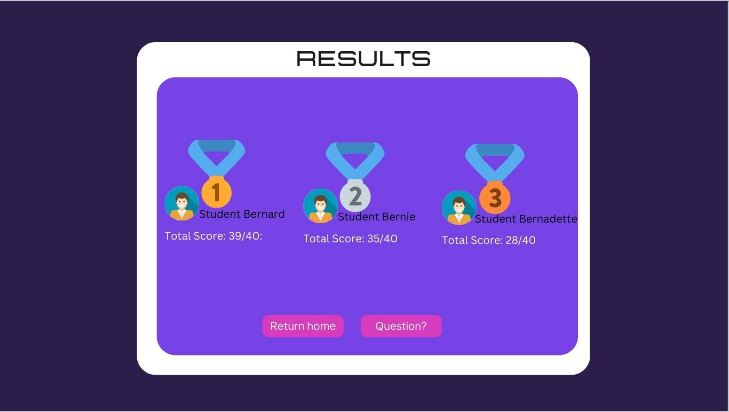 RESULTS
1
2
3
Student Bernard
Student Bernie
Student Bernadette
Total Score: 39/40:
Total Score: 35/40
Total Score: 28/40
Return home
Question?